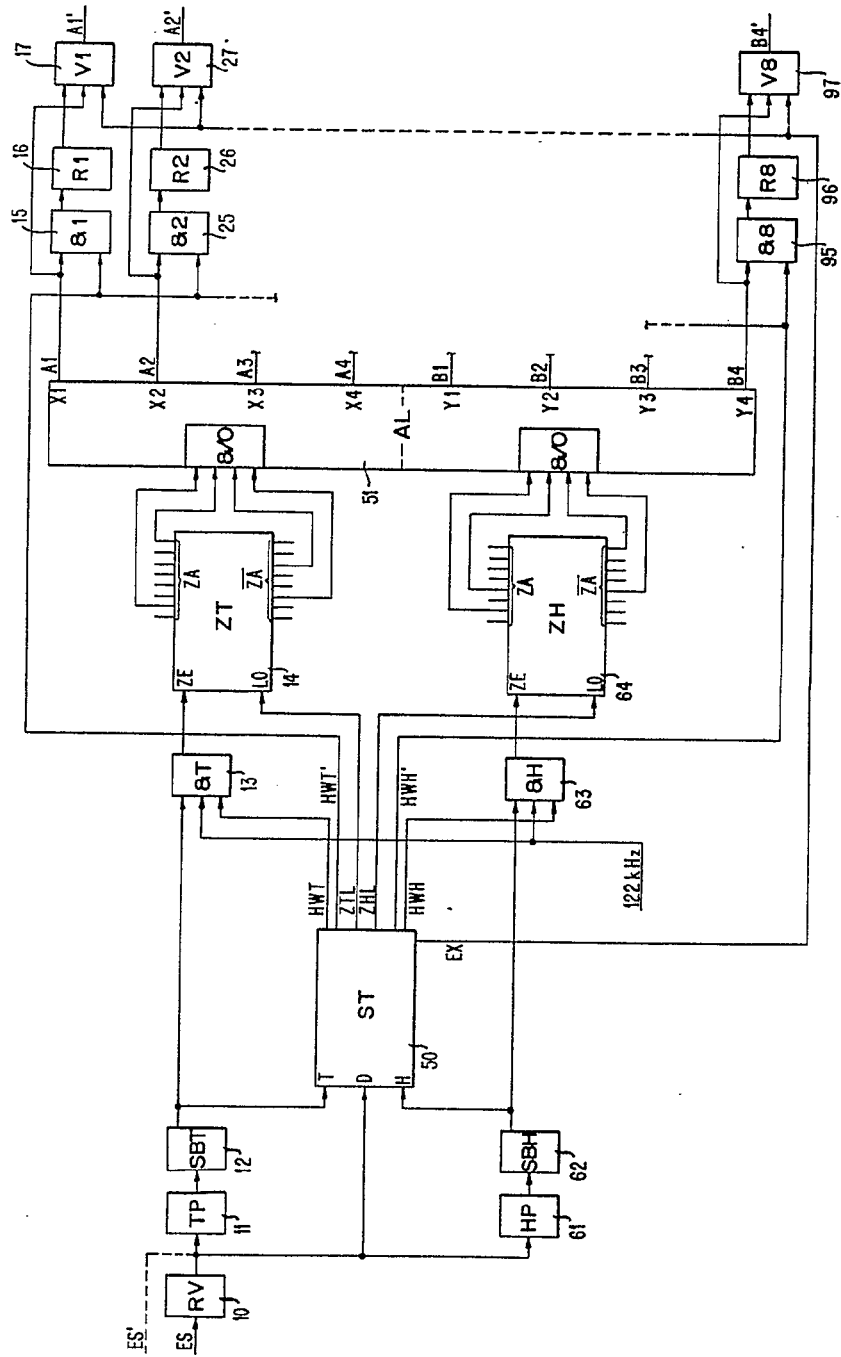 ES'
ES
RV
10
TP
11
SBT
12
HP
61
SBHT
62
T
D
H
ST
50
EX
HWT
HWT'
ZTL
ZHL
HWH'
HWH
122 kHz
&T
13
&H
63
ZE
ZT
LO
14
ZA
ZA
ZE
ZH
LO
64
ZA
ZA
&/O
&/O
51
AL
X1
X2
X3
X4
Y1
Y2
Y3
Y4
A1
A2
A3
A4
B1
B2
B3
B4
15
&1
16
R1
17
V1
A1'
&2
25
R2
26
V2
27
A2'
&8
95
R8
96
V8
97
B4'